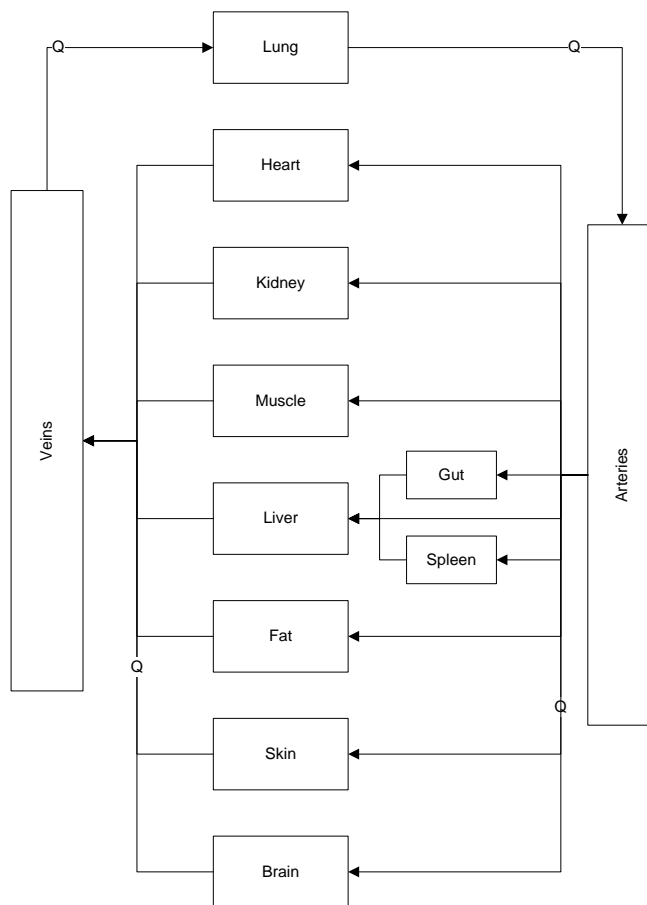 Q
Lung
Q
Heart
Kidney
Muscle
Veins
Gut
Arteries
Liver
Spleen
Fat
Q
Q
Skin
Brain